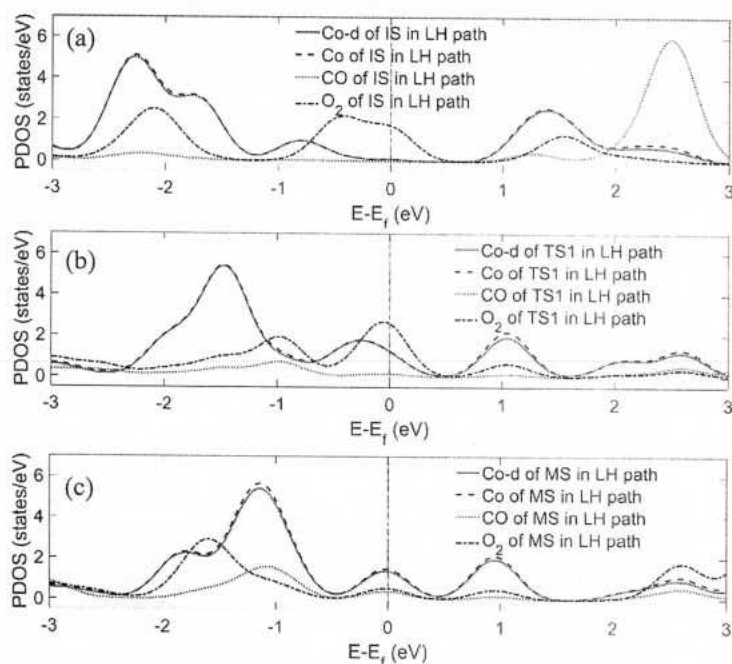 (a)
Co-d of IS in LH path
Co of IS in LH path
CO of IS in LH path
O2 of IS in LH path
PDOS (states/eV)
6
4
2
0
-3 -2 -1 0 1 2 3
E-Ef (eV)
(b)
Co-d of TS1 in LH path
Co of TS1 in LH path
CO of TS1 in LH path
O2 of TS1 in LH path
PDOS (states/eV)
6
4
2
0
-3 -2 -1 0 1 2 3
E-Ef (eV)
(c)
Co-d of MS in LH path
Co of MS in LH path
CO of MS in LH path
O2 of MS in LH path
PDOS (states/eV)
6
4
2
0
-3 -2 -1 0 1 2 3
E-Ef (eV)